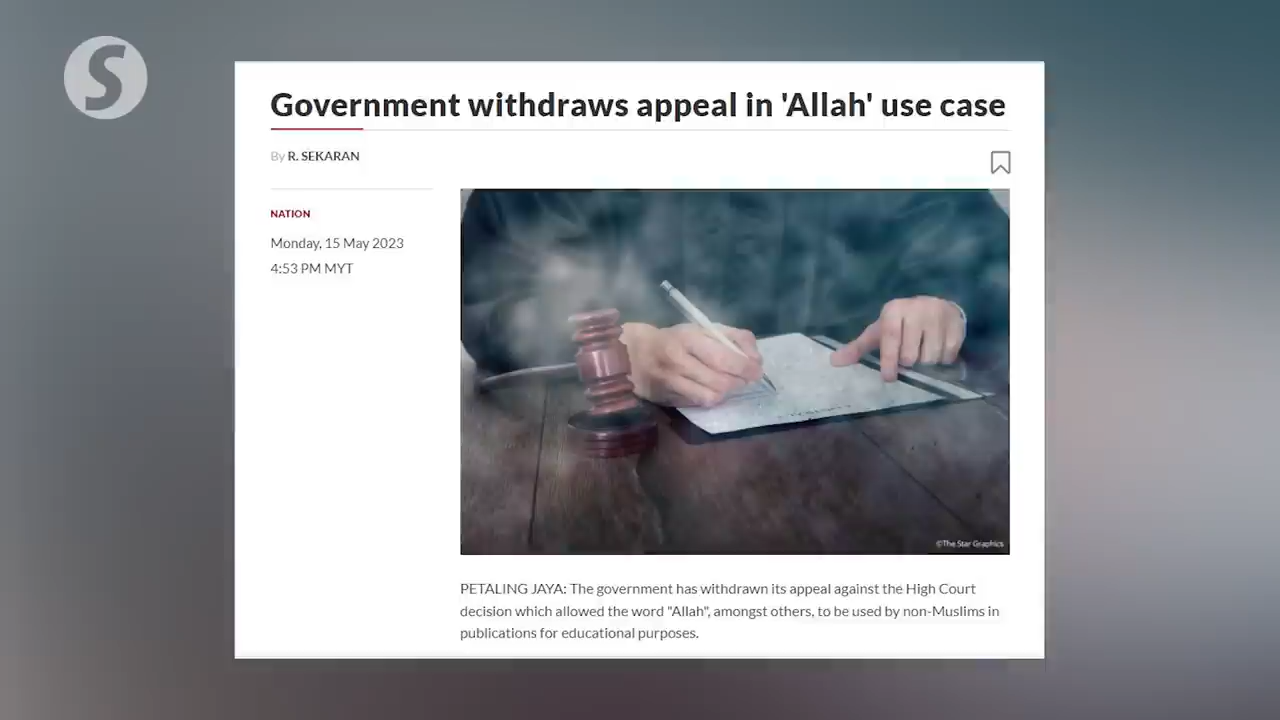 S
Government withdraws appeal in 'Allah' use case
By R. SEKARAN
NATION
Monday, 15 May 2023
4:53 PM MYT
©The Star Graphics
PETALING JAYA: The government has withdrawn its appeal against the High Court
decision which allowed the word "Allah", amongst others, to be used by non-Muslims in
publications for educational purposes.